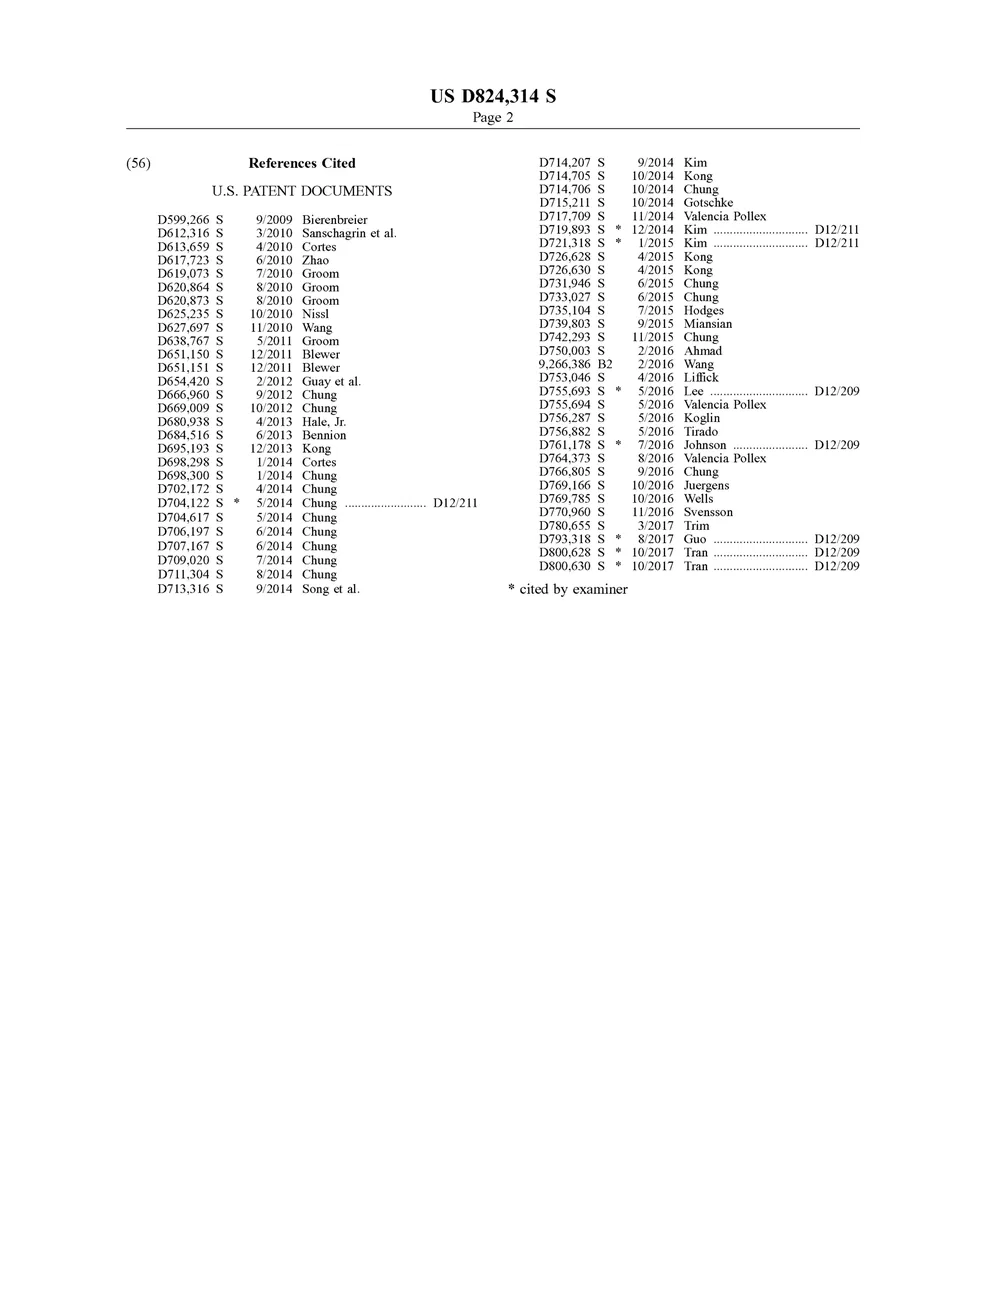 US D824,314 S
Page 2
(56) References Cited
U.S. PATENT DOCUMENTS
D599,266 S 9/2009 Bierenbreier
D612,316 S 3/2010 Sanschagrin et al.
D613,659 S 4/2010 Cortes
D617,723 S 6/2010 Zhao
D619,073 S 7/2010 Groom
D620,864 S 8/2010 Groom
D620,873 S 8/2010 Groom
D625,235 S 10/2010 Nissl
D627,697 S 11/2010 Wang
D638,767 S 5/2011 Groom
D651,150 S 12/2011 Blewer
D651,151 S 12/2011 Blewer
D654,420 S 2/2012 Guay et al.
D666,960 S 9/2012 Chung
D669,009 S 10/2012 Chung
D680,938 S 4/2013 Hale, Jr.
D684,516 S 6/2013 Bennion
D695,193 S 12/2013 Kong
D698,298 S 1/2014 Cortes
D698,300 S 1/2014 Chung
D702,172 S 4/2014 Chung
D704,122 S * 5/2014 Chung ......................... D12/211
D704,617 S 5/2014 Chung
D706,197 S 6/2014 Chung
D707,167 S 6/2014 Chung
D709,020 S 7/2014 Chung
D711,304 S 8/2014 Chung
D713,316 S 9/2014 Song et al.
D714,207 S 9/2014 Kim
D714,705 S 10/2014 Kong
D714,706 S 10/2014 Chung
D715,211 S 10/2014 Gotschke
D717,709 S 11/2014 Valencia Pollex
D719,893 S * 12/2014 Kim ............................. D12/211
D721,318 S * 1/2015 Kim ............................. D12/211
D726,628 S 4/2015 Kong
D726,630 S 4/2015 Kong
D731,946 S 6/2015 Chung
D733,027 S 6/2015 Chung
D735,104 S 7/2015 Hodges
D739,803 S 9/2015 Miansian
D742,293 S 11/2015 Chung
D750,003 S 2/2016 Ahmad
9,266,386 B2 2/2016 Wang
D753,046 S 4/2016 Liffick
D755,693 S * 5/2016 Lee .............................. D12/209
D755,694 S 5/2016 Valencia Pollex
D756,287 S 5/2016 Koglin
D756,882 S 5/2016 Tirado
D761,178 S * 7/2016 Johnson ....................... D12/209
D764,373 S 8/2016 Valencia Pollex
D766,805 S 9/2016 Chung
D769,166 S 10/2016 Juergens
D769,785 S 10/2016 Wells
D770,960 S 11/2016 Svensson
D780,655 S 3/2017 Trim
D793,318 S * 8/2017 Guo ............................. D12/209
D800,628 S * 10/2017 Tran ............................. D12/209
D800,630 S * 10/2017 Tran ............................. D12/209
* cited by examiner